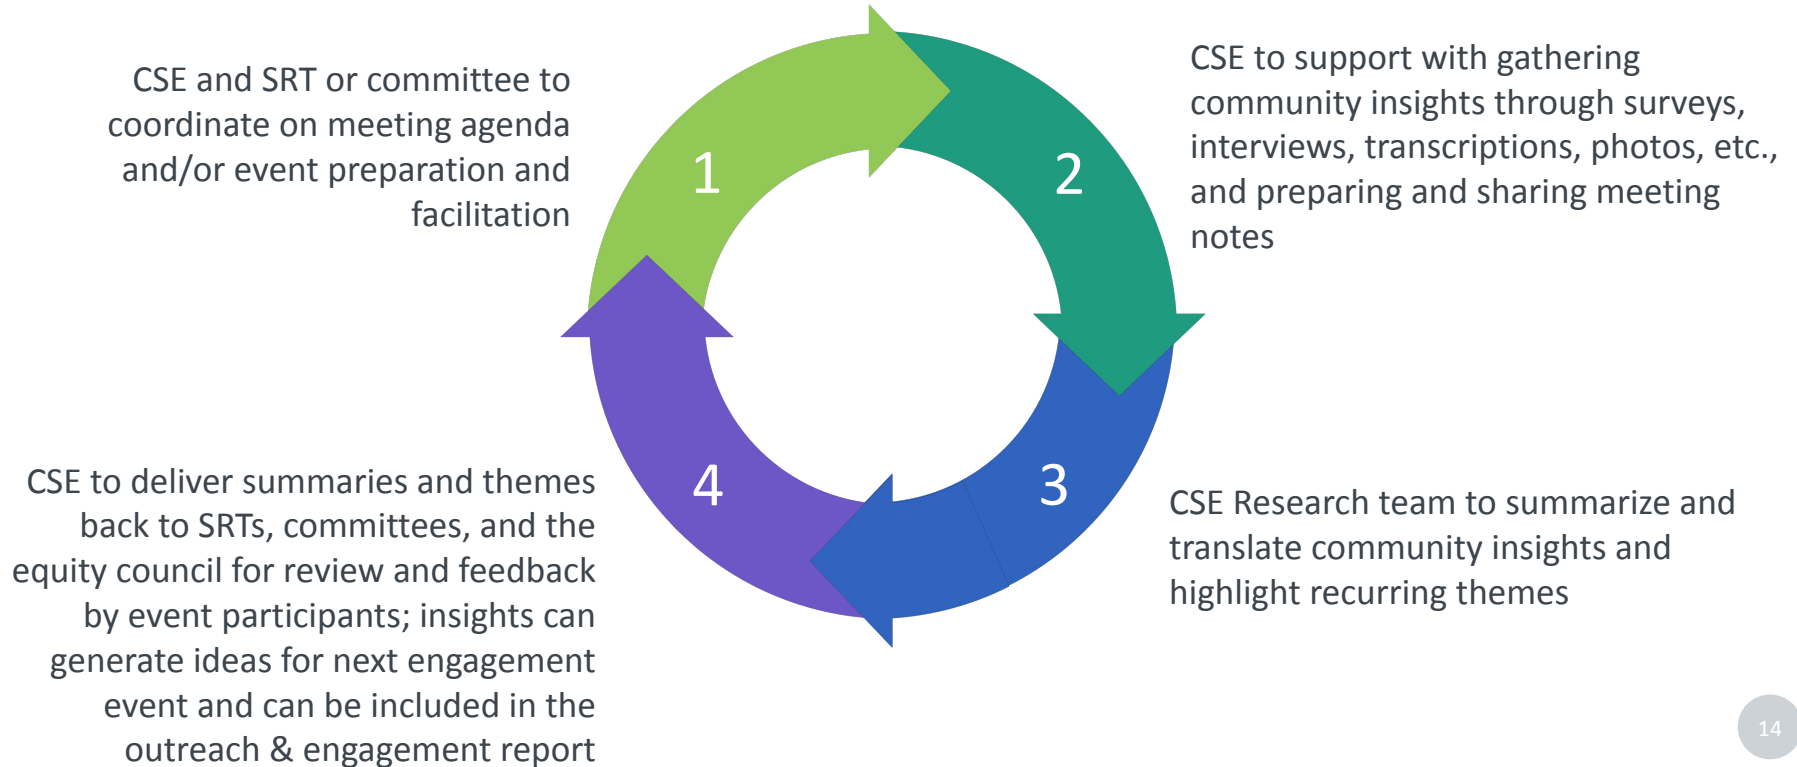 CSE and SRT or committee to
coordinate on meeting agenda
and/or event preparation and
facilitation
1
2
CSE to support with gathering
community insights through surveys,
interviews, transcriptions, photos, etc.,
and preparing and sharing meeting
notes
3
CSE Research team to summarize and
translate community insights and
highlight recurring themes
4
CSE to deliver summaries and themes
back to SRTs, committees, and the
equity council for review and feedback
by event participants; insights can
generate ideas for next engagement
event and can be included in the
outreach & engagement report
14